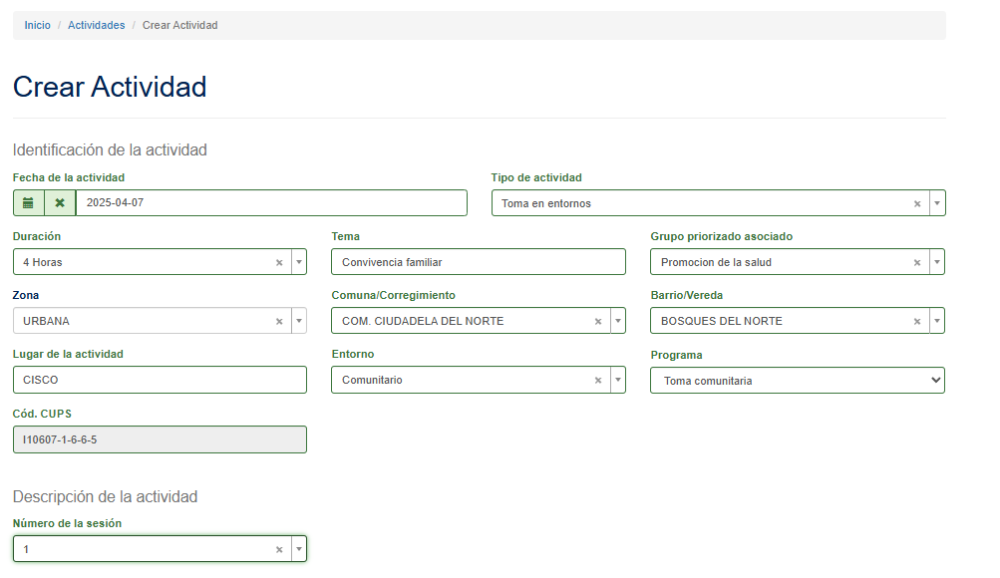 Inicio / Actividades / Crear Actividad
Crear Actividad
Identificación de la actividad
Fecha de la actividad
2025-04-07
Tipo de actividad
Toma en entornos
Duración
4 Horas
Tema
Convivencia familiar
Grupo priorizado asociado
Promocion de la salud
Zona
URBANA
Comuna/Corregimiento
COM. CIUDADELA DEL NORTE
Barrio/Vereda
BOSQUES DEL NORTE
Lugar de la actividad
CISCO
Entorno
Comunitario
Programa
Toma comunitaria
Cód. CUPS
I10607-1-6-6-5
Descripción de la actividad
Número de la sesión
1